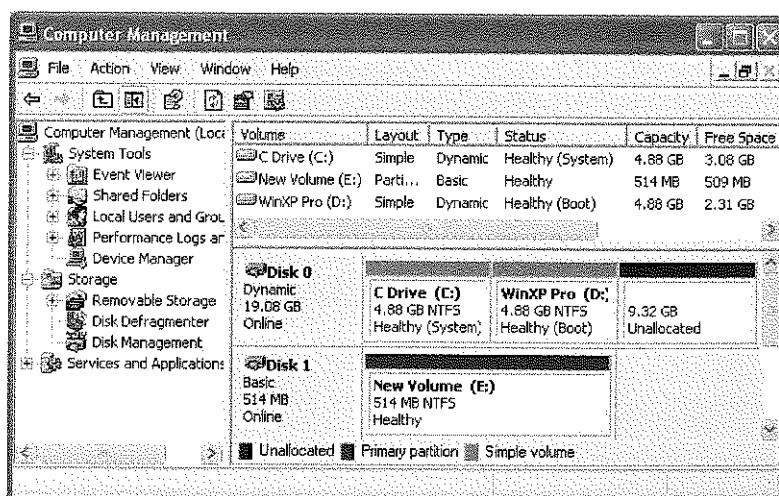 Computer Management
File Action View Window Help
Computer Management (Loca
System Tools
Event Viewer
Shared Folders
Local Users and Grou
Performance Logs ar
Device Manager
Storage
Removable Storage
Disk Defragmenter
Disk Management
Services and Applications
Volume Layout Type Status Capacity Free Space
C Drive (C:) Simple Dynamic Healthy (System) 4.88 GB 3.08 GB
New Volume (E:) Parti... Basic Healthy 514 MB 509 MB
WinXP Pro (D:) Simple Dynamic Healthy (Boot) 4.88 GB 2.31 GB
Disk 0
Dynamic
19.08 GB
Online
C Drive (C:)
4.88 GB NTFS
Healthy (System)
WinXP Pro (D:
4.88 GB NTFS
Healthy (Boot)
9.32 GB
Unallocated
Disk 1
Basic
514 MB
Online
New Volume (E:)
514 MB NTFS
Healthy
Unallocated Primary partition Simple volume